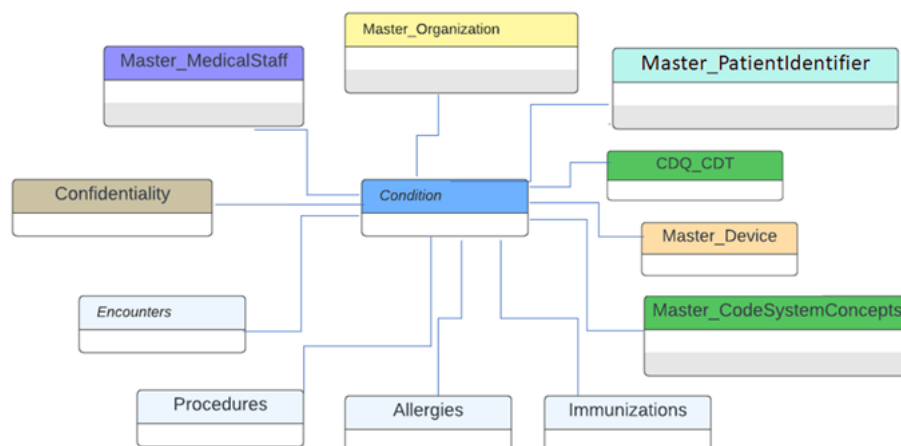 Master_Organization
Master_MedicalStaff
Master_PatientIdentifier
CDQ_CDT
Confidentiality
Condition
Master_Device
Encounters
Master_CodeSystemConcepts
Procedures
Allergies
Immunizations